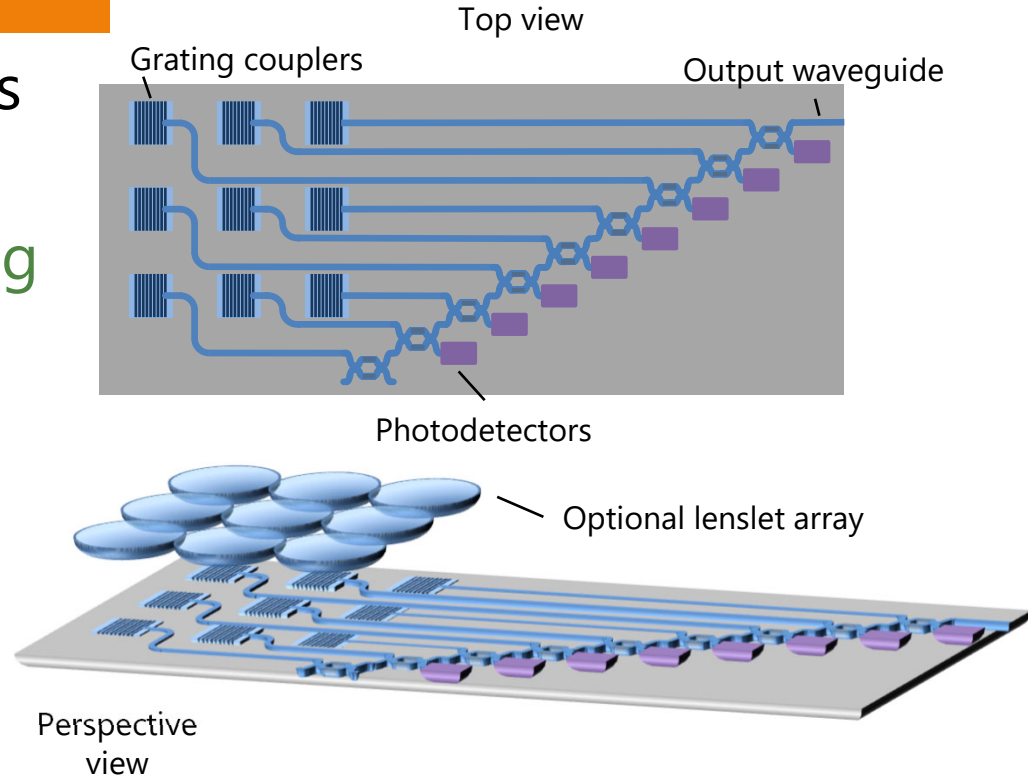 Top view
Grating couplers
Output waveguide
s
g
Photodetectors
Optional lenslet array
Perspective
view